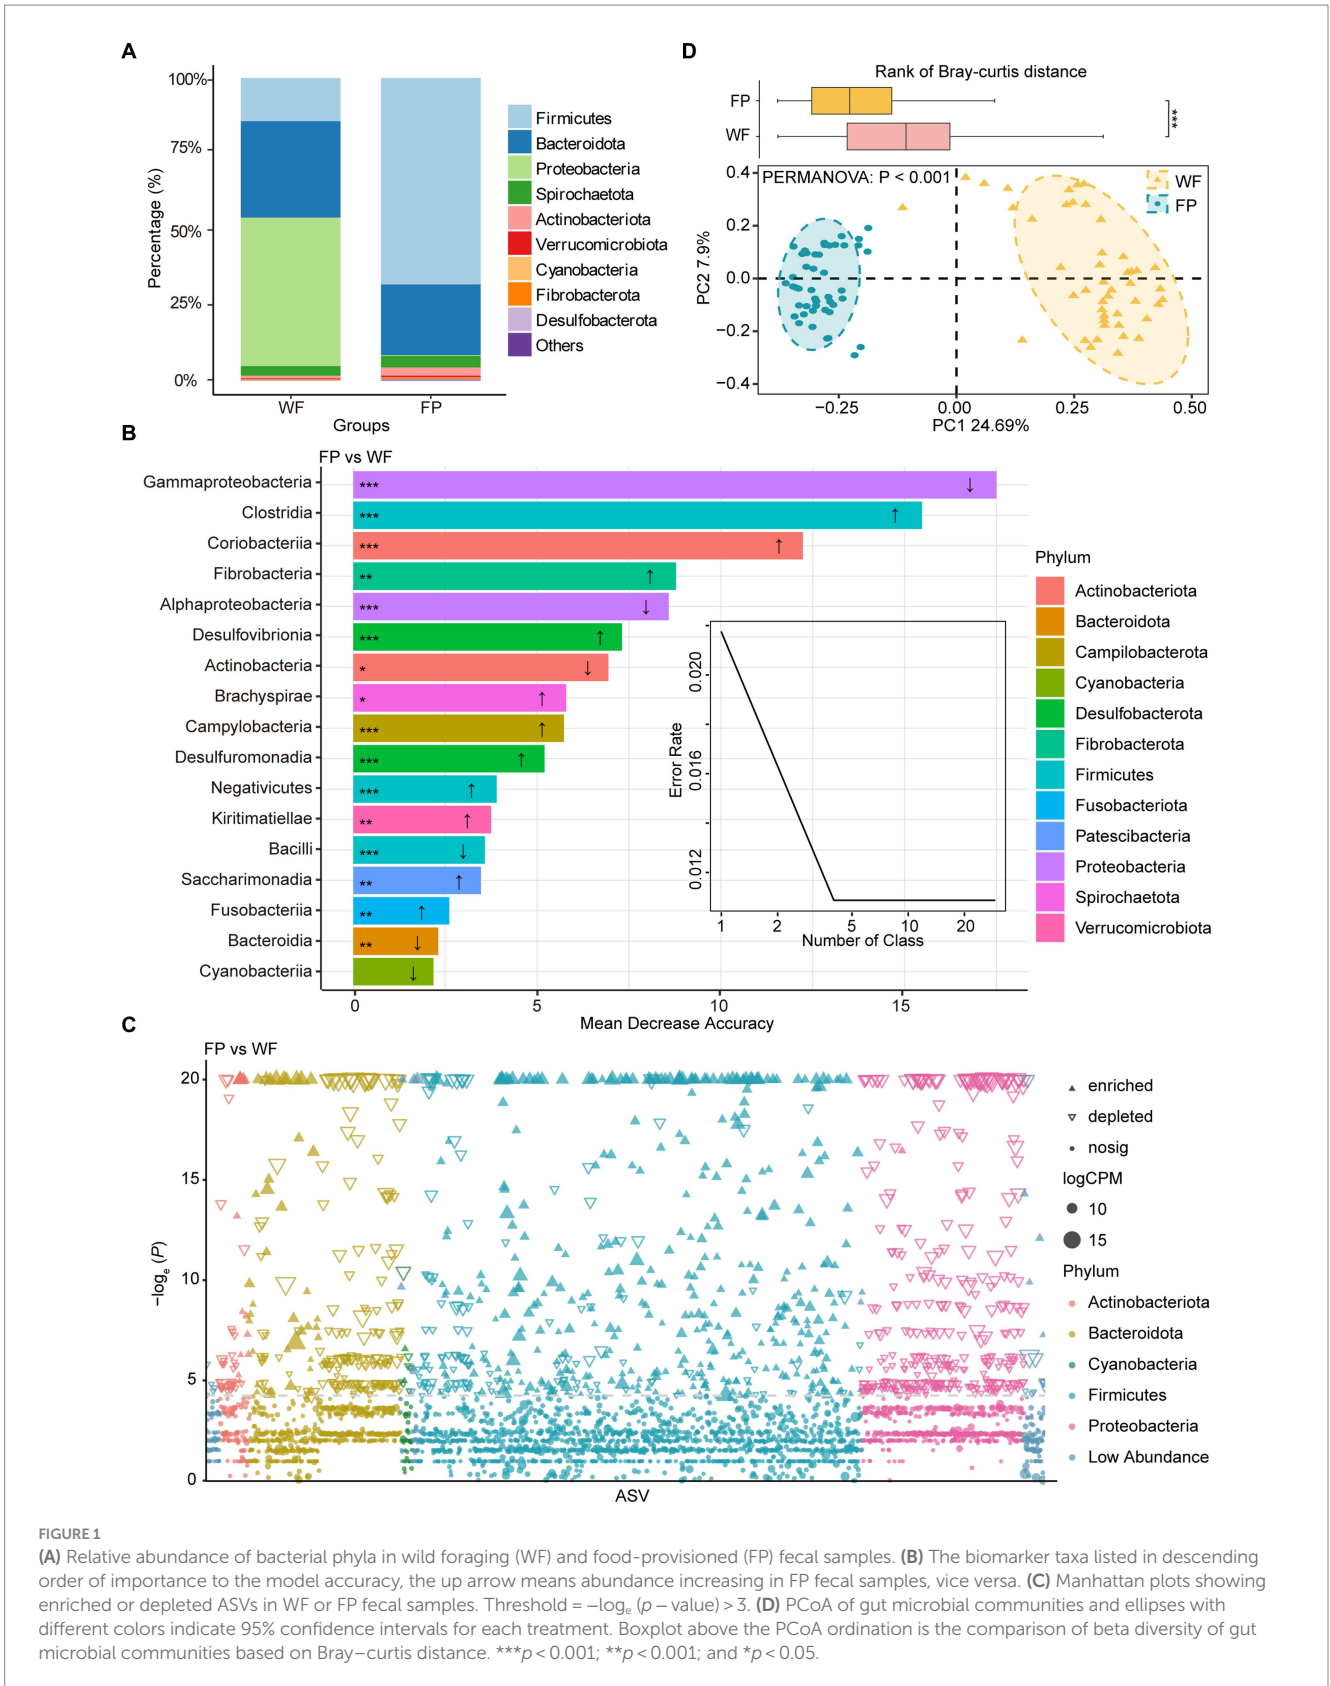 A
100%
75%
50%
25%
0%
Percentage (%)
WF
FP
Groups
Firmicutes
Bacteroidota
Proteobacteria
Spirochaetota
Actinobacteriota
Verrucomicrobiota
Cyanobacteria
Fibrobacterota
Desulfobacterota
Others
D
Rank of Bray-curtis distance
FP
WF
***
PERMANOVA: P < 0.001
WF
FP
0.4
0.2
0.0
−0.2
−0.4
PC2 7.9%
−0.25
0.00
0.25
0.50
PC1 24.69%
B
FP vs WF
Gammaproteobacteria *** ↓
Clostridia *** ↑
Coriobacteriia *** ↑
Fibrobacteria ** ↑
Alphaproteobacteria *** ↓
Desulfovibrionia *** ↑
Actinobacteria * ↓
Brachyspirae * ↑
Campylobacteria *** ↑
Desulfuromonadia *** ↑
Negativicutes *** ↑
Kiritimatiellae ** ↑
Bacilli *** ↓
Saccharimonadia ** ↑
Fusobacteriia ** ↑
Bacteroidia ** ↓
Cyanobacteriia ↓
0
5
10
15
Mean Decrease Accuracy
0.020
0.016
0.012
Error Rate
1
2
5
10
20
Number of Class
Phylum
Actinobacteriota
Bacteroidota
Campilobacterota
Cyanobacteria
Desulfobacterota
Fibrobacterota
Firmicutes
Fusobacteriota
Patescibacteria
Proteobacteria
Spirochaetota
Verrucomicrobiota
C
FP vs WF
20
15
10
5
0
−logₑ (P)
ASV
enriched
depleted
nosig
logCPM
10
15
Phylum
Actinobacteriota
Bacteroidota
Cyanobacteria
Firmicutes
Proteobacteria
Low Abundance
FIGURE 1
(A) Relative abundance of bacterial phyla in wild foraging (WF) and food-provisioned (FP) fecal samples. (B) The biomarker taxa listed in descending
order of importance to the model accuracy, the up arrow means abundance increasing in FP fecal samples, vice versa. (C) Manhattan plots showing
enriched or depleted ASVs in WF or FP fecal samples. Threshold = −logₑ (p − value) > 3. (D) PCoA of gut microbial communities and ellipses with
different colors indicate 95% confidence intervals for each treatment. Boxplot above the PCoA ordination is the comparison of beta diversity of gut
microbial communities based on Bray–curtis distance. ***p < 0.001; **p < 0.001; and *p < 0.05.